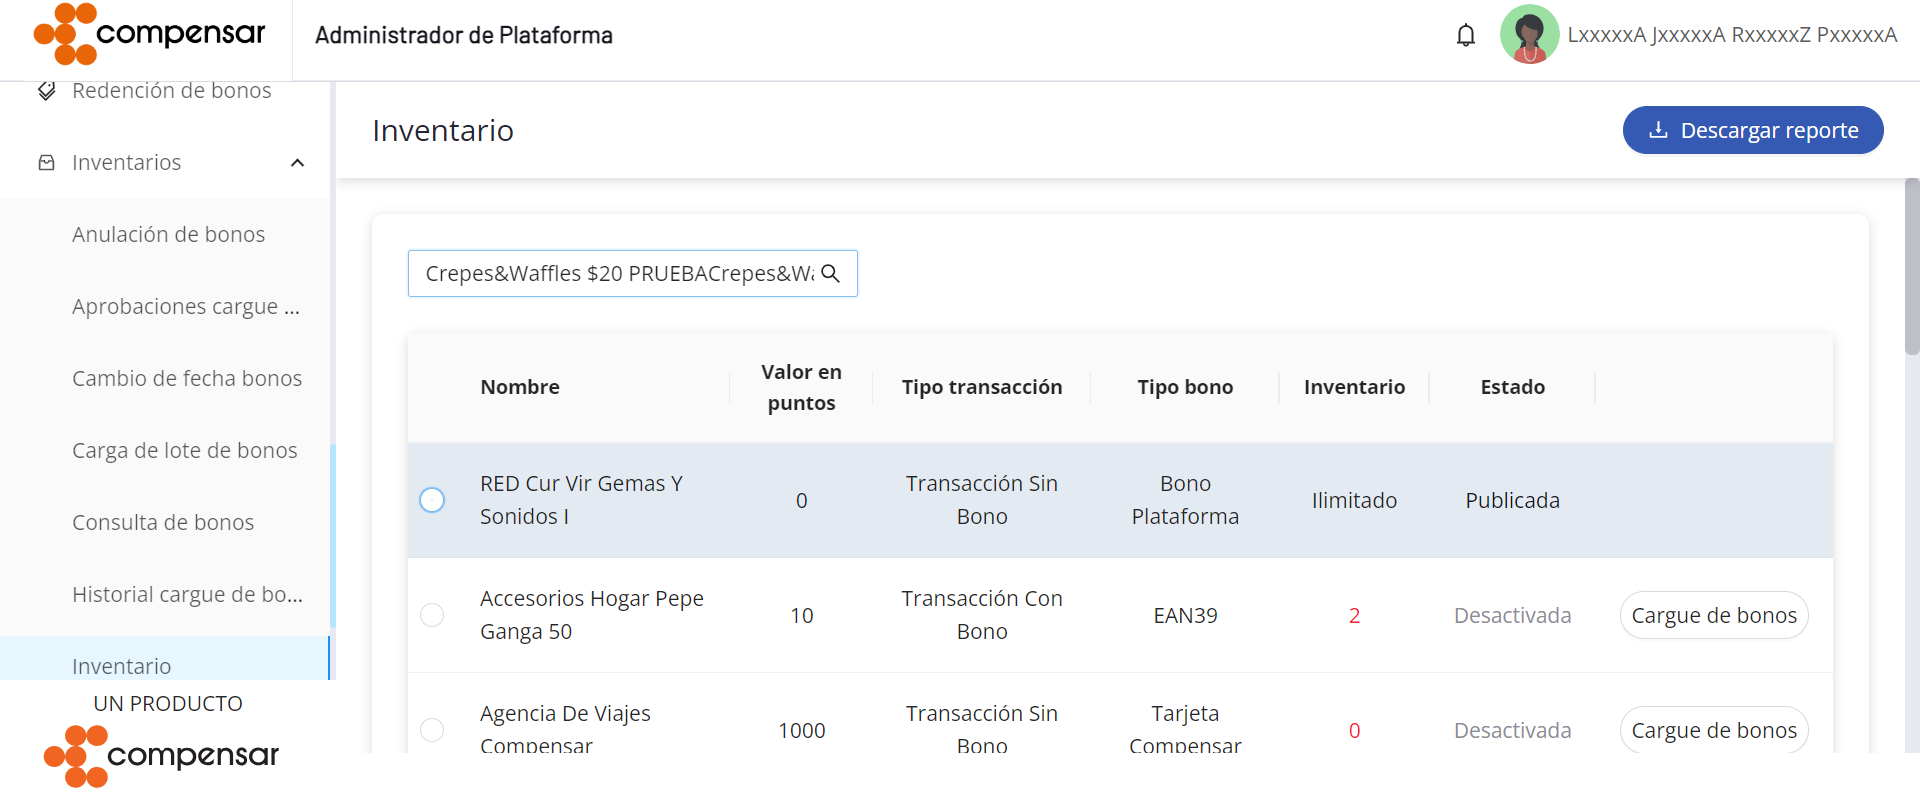 compensar
Administrador de Plataforma
LxxxxxA JxxxxxA RxxxxxZ PxxxxxA
Redención de bonos
Inventarios
Anulación de bonos
Aprobaciones cargue ...
Cambio de fecha bonos
Carga de lote de bonos
Consulta de bonos
Historial cargue de bo...
Inventario
UN PRODUCTO
compensar
Inventario
Descargar reporte
Crepes&Waffles $20 PRUEBACrepes&Wa
Nombre
Valor en
puntos
Tipo transacción
Tipo bono
Inventario
Estado
RED Cur Vir Gemas Y
Sonidos I
0
Transacción Sin
Bono
Bono
Plataforma
Ilimitado
Publicada
Accesorios Hogar Pepe
Ganga 50
10
Transacción Con
Bono
EAN39
2
Desactivada
Cargue de bonos
Agencia De Viajes
Compensar
1000
Transacción Sin
Bono
Tarjeta
Compensar
0
Desactivada
Cargue de bonos